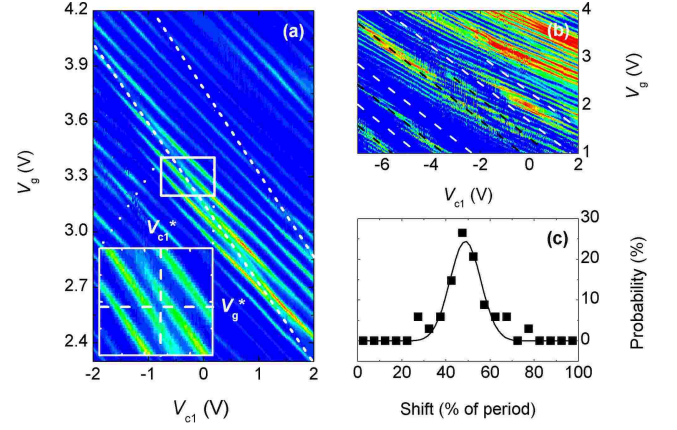 (a)
4.2
3.9
3.6
3.3
3.0
2.7
2.4
V_g (V)
-2
-1
0
1
2
V_c1 (V)
V_c1*
V_g*
(b)
4
3
2
1
V_g (V)
-6
-4
-2
0
2
V_c1 (V)
(c)
30
20
10
0
Probability (%)
0
20
40
60
80
100
Shift (% of period)